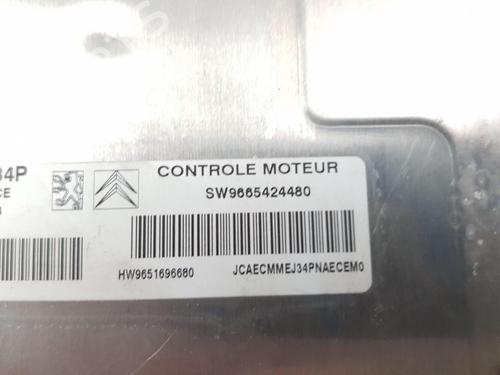 34P
CE
CONTROLE MOTEUR
SW9665424480
HW9651696680
JCAECMMEJ34PNAECEM0